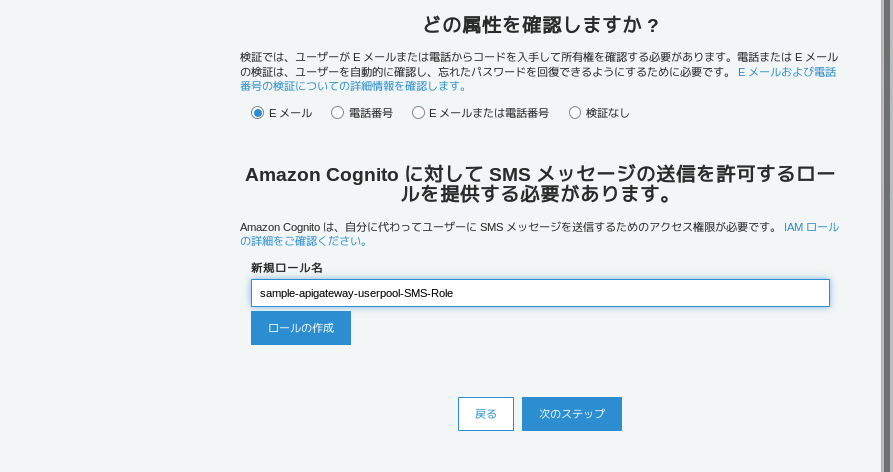 どの属性を確認しますか ?
検証では、ユーザーが E メールまたは電話からコードを入手して所有権を確認する必要があります。電話または E メール
の検証は、ユーザーを自動的に確認し、忘れたパスワードを回復できるようにするために必要です。 E メールおよび電話
番号の検証についての詳細情報を確認します。
E メール 電話番号 E メールまたは電話番号 検証なし
Amazon Cognito に対して SMS メッセージの送信を許可するロー
ルを提供する必要があります。
Amazon Cognito は、自分に代わってユーザーに SMS メッセージを送信するためのアクセス権限が必要です。 IAM ロール
の詳細をご確認ください。
新規ロール名
sample-apigateway-userpool-SMS-Role
ロールの作成
戻る 次のステップ